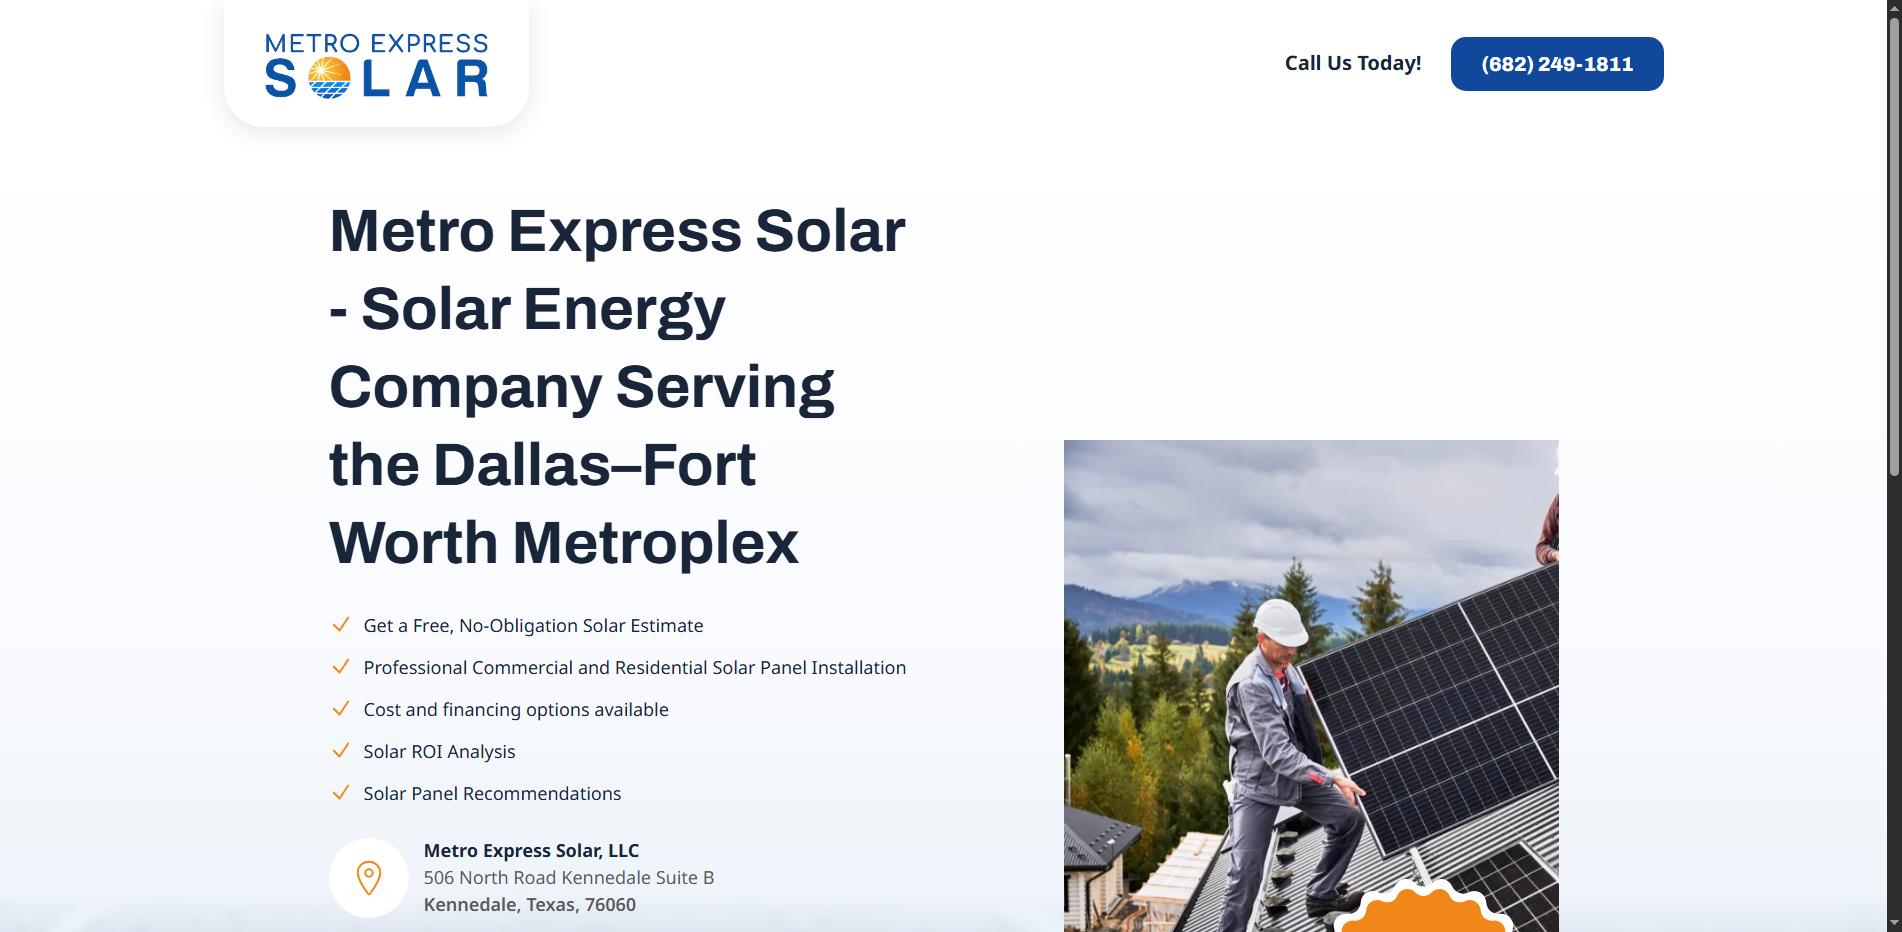 METRO EXPRESS
SOLAR
Call Us Today!
(682) 249-1811
Metro Express Solar
- Solar Energy
Company Serving
the Dallas–Fort
Worth Metroplex
Get a Free, No-Obligation Solar Estimate
Professional Commercial and Residential Solar Panel Installation
Cost and financing options available
Solar ROI Analysis
Solar Panel Recommendations
Metro Express Solar, LLC
506 North Road Kennedale Suite B
Kennedale, Texas, 76060